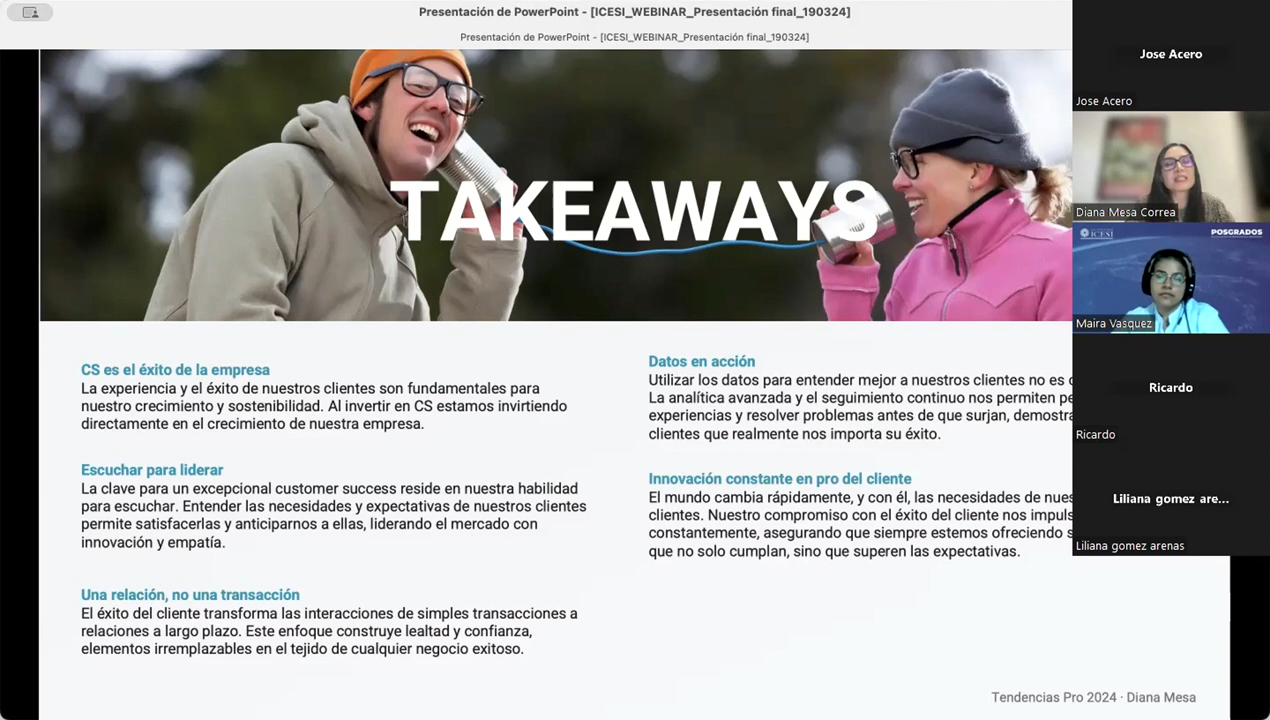 Presentación de PowerPoint - [ICESI_WEBINAR_Presentación final_190324]
Presentación de PowerPoint - [ICESI_WEBINAR_Presentación final_190324]
TAKEAWAYS
CS es el éxito de la empresa
La experiencia y el éxito de nuestros clientes son fundamentales para
nuestro crecimiento y sostenibilidad. Al invertir en CS estamos invirtiendo
directamente en el crecimiento de nuestra empresa.
Escuchar para liderar
La clave para un excepcional customer success reside en nuestra habilidad
para escuchar. Entender las necesidades y expectativas de nuestros clientes
permite satisfacerlas y anticiparnos a ellas, liderando el mercado con
innovación y empatía.
Una relación, no una transacción
El éxito del cliente transforma las interacciones de simples transacciones a
relaciones a largo plazo. Este enfoque construye lealtad y confianza,
elementos irremplazables en el tejido de cualquier negocio exitoso.
Datos en acción
Utilizar los datos para entender mejor a nuestros clientes no es
La analítica avanzada y el seguimiento continuo nos permiten
experiencias y resolver problemas antes de que surjan,
clientes que realmente nos importa su éxito.
Innovación constante en pro del cliente
El mundo cambia rápidamente, y con él, las necesidades de
clientes. Nuestro compromiso con el éxito del cliente nos
constantemente, asegurando que siempre estemos ofreciendo
que no solo cumplan, sino que superen las expectativas.
Tendencias Pro 2024 · Diana Mesa
Jose Acero
Jose Acero
Diana Mesa Correa
ICESI
POSGRADOS
Maira Vasquez
Ricardo
Ricardo
Liliana gomez are...
Liliana gomez arenas